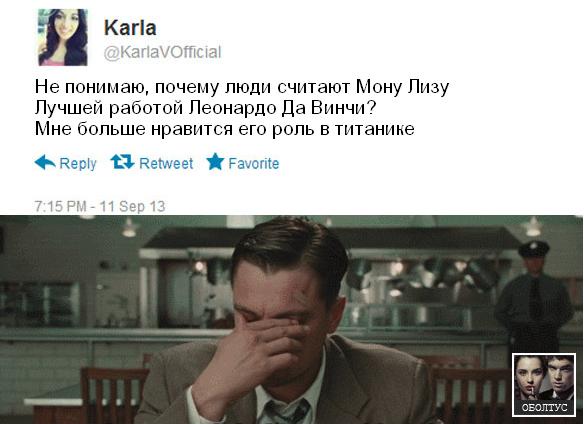 Karla
@KarlaVOfficial
Не понимаю, почему люди считают Мону Лизу
Лучшей работой Леонардо Да Винчи?
Мне больше нравится его роль в титанике
Reply Retweet Favorite
7:15 PM - 11 Sep 13
ОБОЛТУС